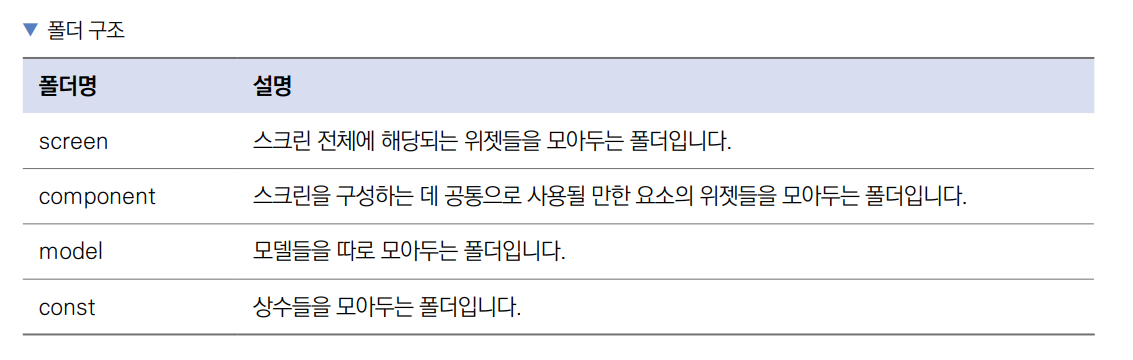 ▼ 폴더 구조
폴더명 설명
screen 스크린 전체에 해당되는 위젯들을 모아두는 폴더입니다.
component 스크린을 구성하는 데 공통으로 사용될 만한 요소의 위젯들을 모아두는 폴더입니다.
model 모델들을 따로 모아두는 폴더입니다.
const 상수들을 모아두는 폴더입니다.